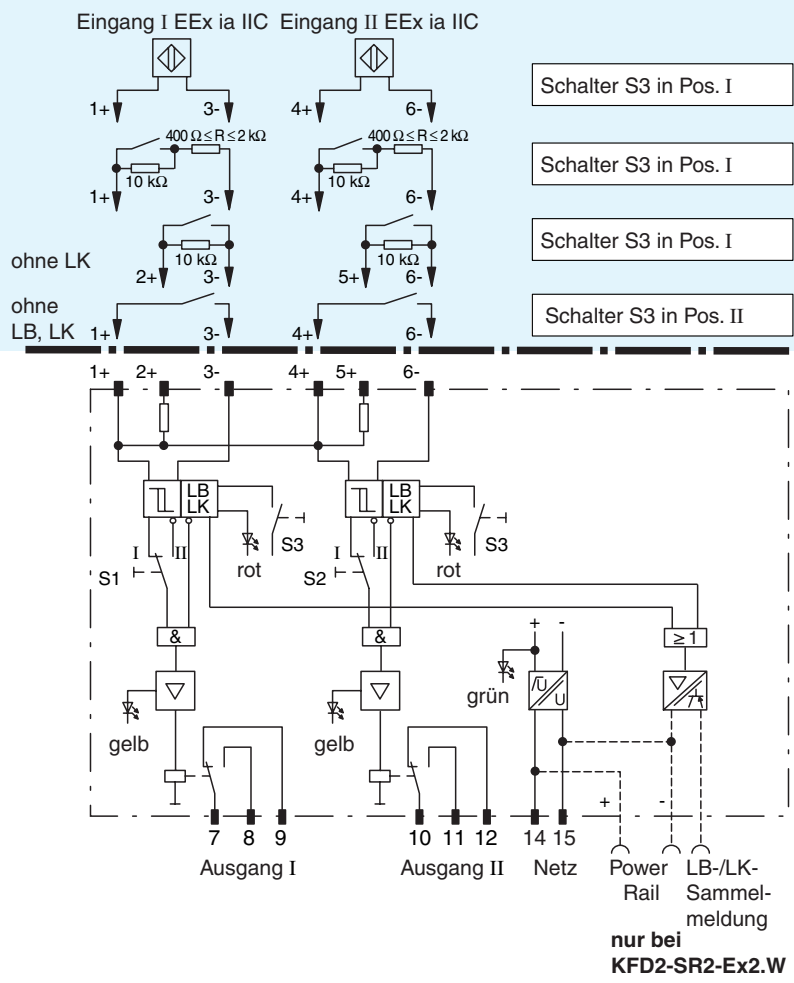 Eingang I EEx ia IIC Eingang II EEx ia IIC
Schalter S3 in Pos. I
1+ 3- 4+ 6-
400 Ω ≤ R ≤ 2 kΩ 400 Ω ≤ R ≤ 2 kΩ
Schalter S3 in Pos. I
10 kΩ 10 kΩ
1+ 3- 4+ 6-
Schalter S3 in Pos. I
ohne LK 10 kΩ 10 kΩ
2+ 3- 5+ 6-
ohne
LB, LK 1+ 3- 4+ 6-
Schalter S3 in Pos. II
1+ 2+ 3- 4+ 5+ 6-
LB LB
LK LK
S3 S3
I II I II
rot rot
S1 S2
& & + - ≥ 1
grün U U
gelb gelb
+ -
7 8 9 10 11 12 14 15
Ausgang I Ausgang II Netz Power LB-/LK-
Rail Sammel-
meldung
nur bei
KFD2-SR2-Ex2.W